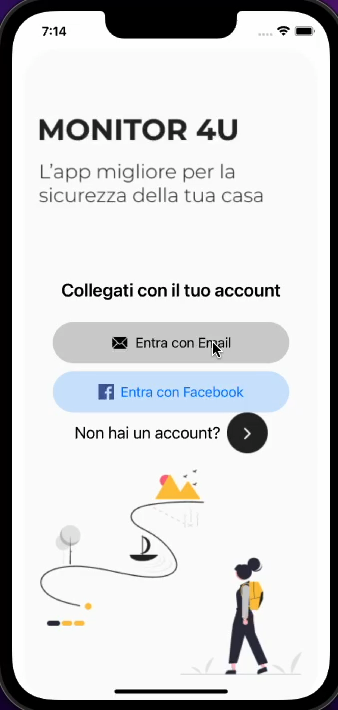 7:14
MONITOR 4U
L'app migliore per la
sicurezza della tua casa
Collegati con il tuo account
Entra con Email
Entra con Facebook
Non hai un account?